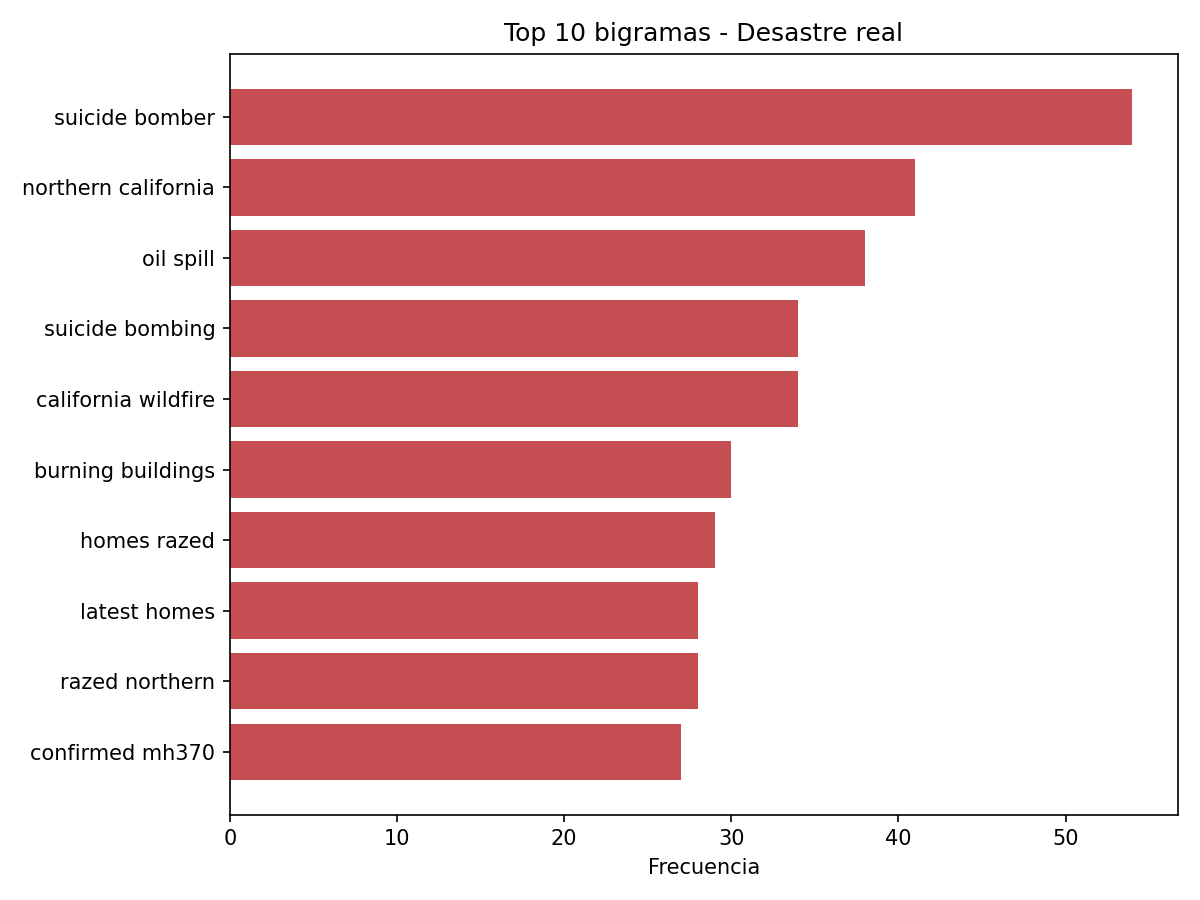 Top 10 bigramas - Desastre real
suicide bomber
northern california
oil spill
suicide bombing
california wildfire
burning buildings
homes razed
latest homes
razed northern
confirmed mh370
0 10 20 30 40 50
Frecuencia